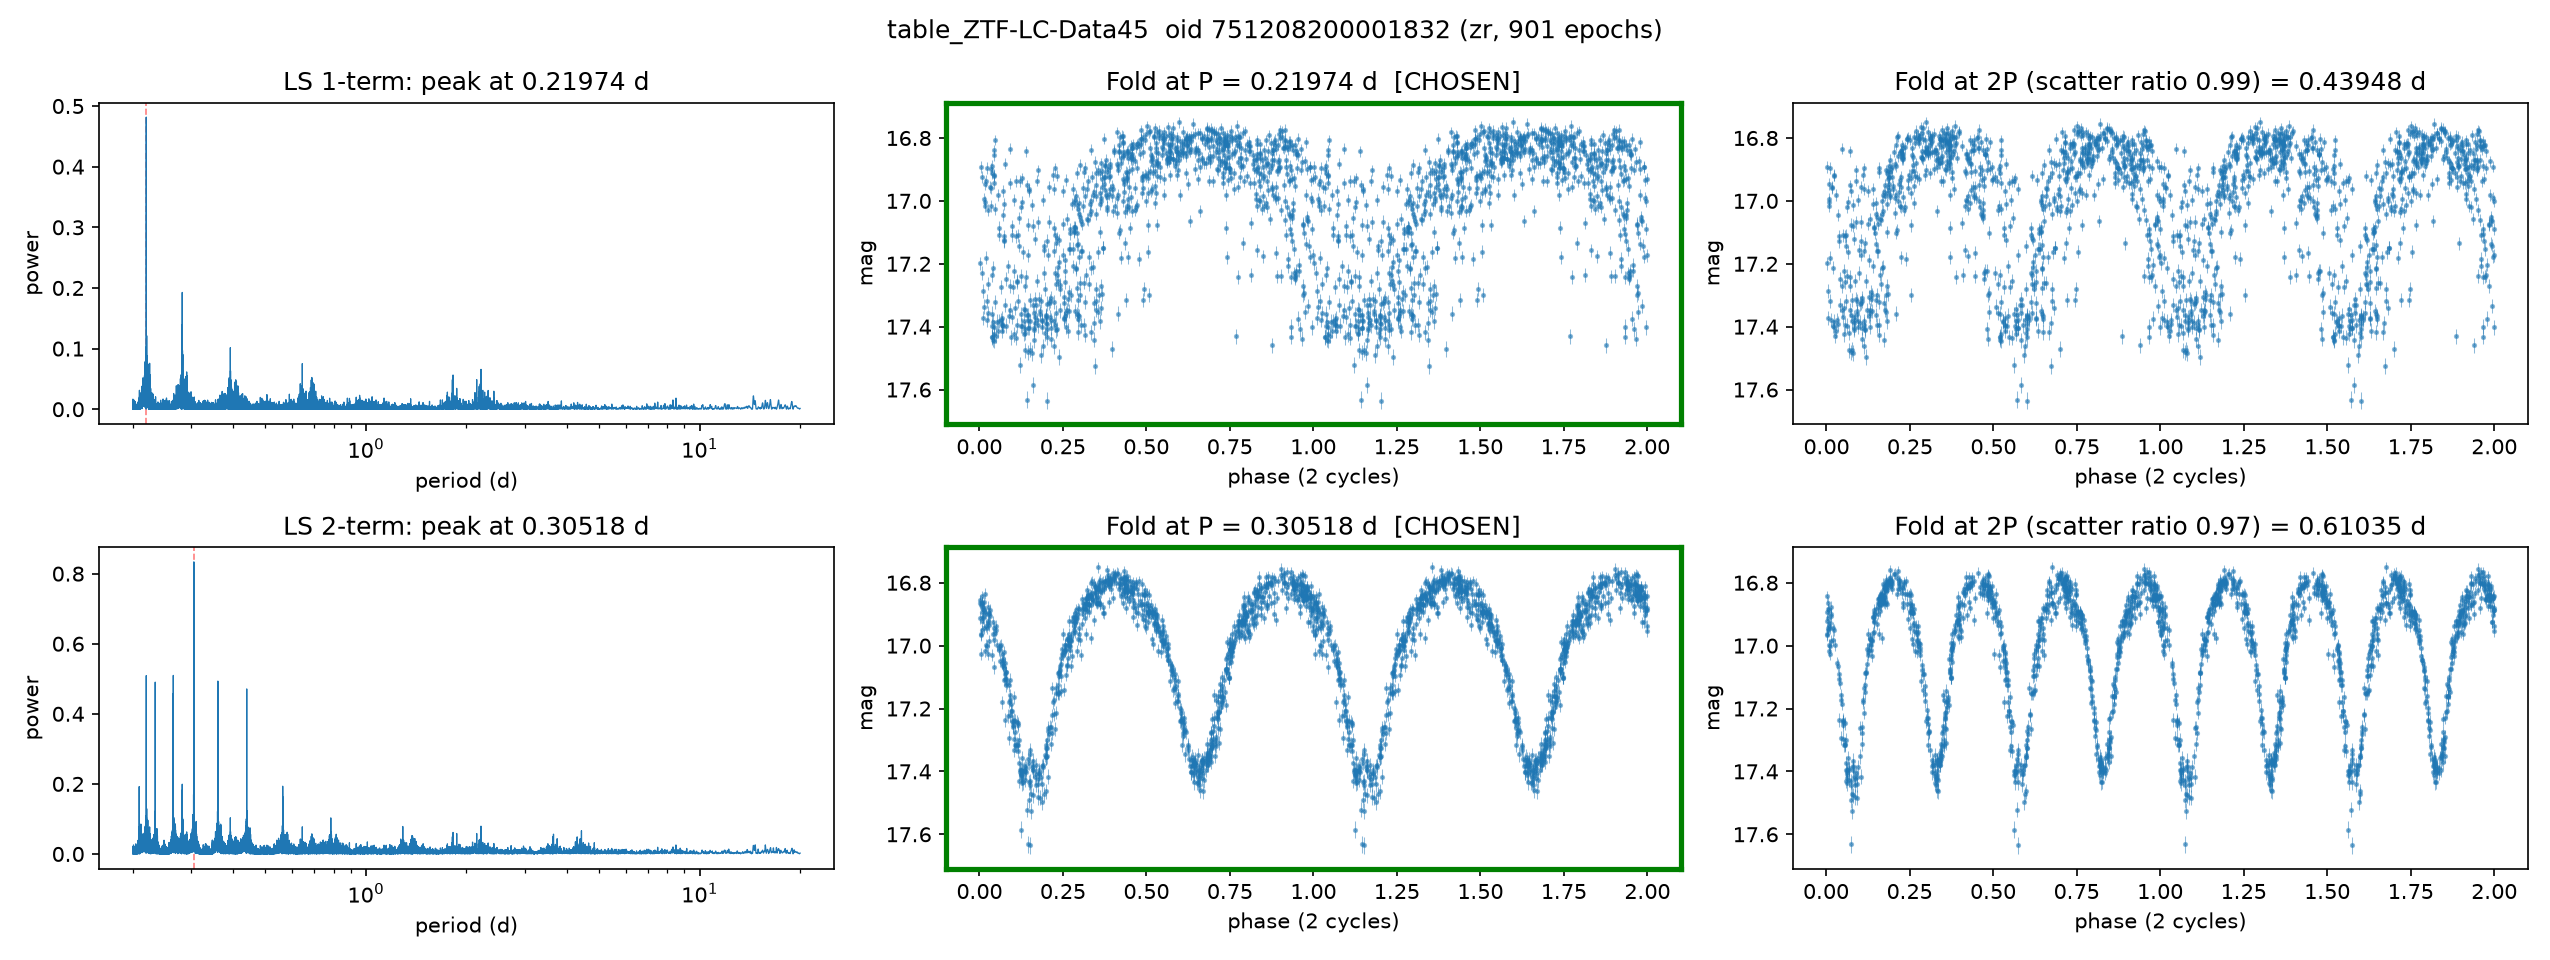 table_ZTF-LC-Data45  oid 751208200001832 (zr, 901 epochs)
LS 1-term: peak at 0.21974 d
power
0.5
0.4
0.3
0.2
0.1
0.0
10^0
10^1
period (d)
Fold at P = 0.21974 d  [CHOSEN]
mag
16.8
17.0
17.2
17.4
17.6
0.00 0.25 0.50 0.75 1.00 1.25 1.50 1.75 2.00
phase (2 cycles)
Fold at 2P (scatter ratio 0.99) = 0.43948 d
mag
16.8
17.0
17.2
17.4
17.6
0.00 0.25 0.50 0.75 1.00 1.25 1.50 1.75 2.00
phase (2 cycles)
LS 2-term: peak at 0.30518 d
power
0.8
0.6
0.4
0.2
0.0
10^0
10^1
period (d)
Fold at P = 0.30518 d  [CHOSEN]
mag
16.8
17.0
17.2
17.4
17.6
0.00 0.25 0.50 0.75 1.00 1.25 1.50 1.75 2.00
phase (2 cycles)
Fold at 2P (scatter ratio 0.97) = 0.61035 d
mag
16.8
17.0
17.2
17.4
17.6
0.00 0.25 0.50 0.75 1.00 1.25 1.50 1.75 2.00
phase (2 cycles)